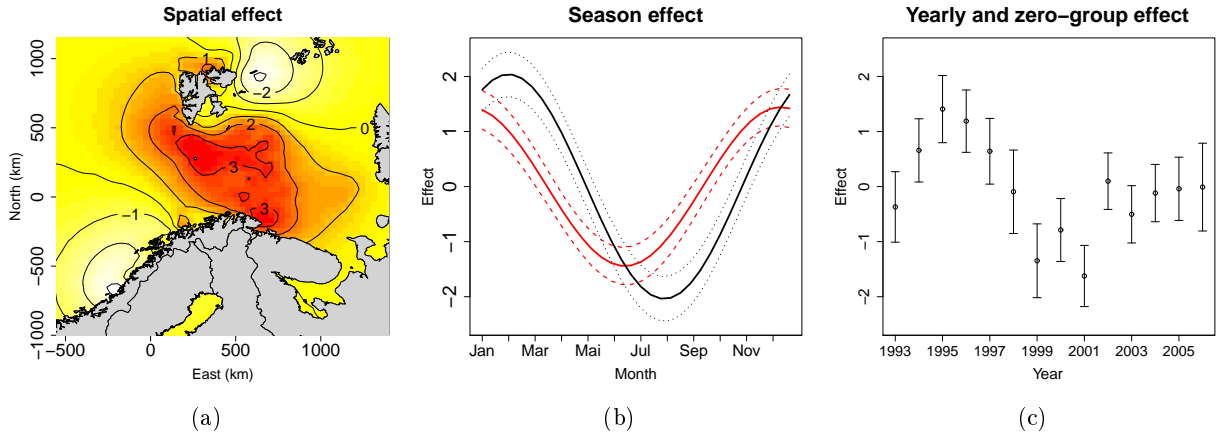 Spatial effect
1
−2
0
2
3
3
−1
North (km)
1000
500
0
−500
−1000
−500
0
500
1000
East (km)
(a)
Season effect
Effect
2
1
0
−1
−2
Jan
Mar
Mai
Jul
Sep
Nov
Month
(b)
Yearly and zero−group effect
Effect
2
1
0
−1
−2
1993
1995
1997
1999
2001
2003
2005
Year
(c)